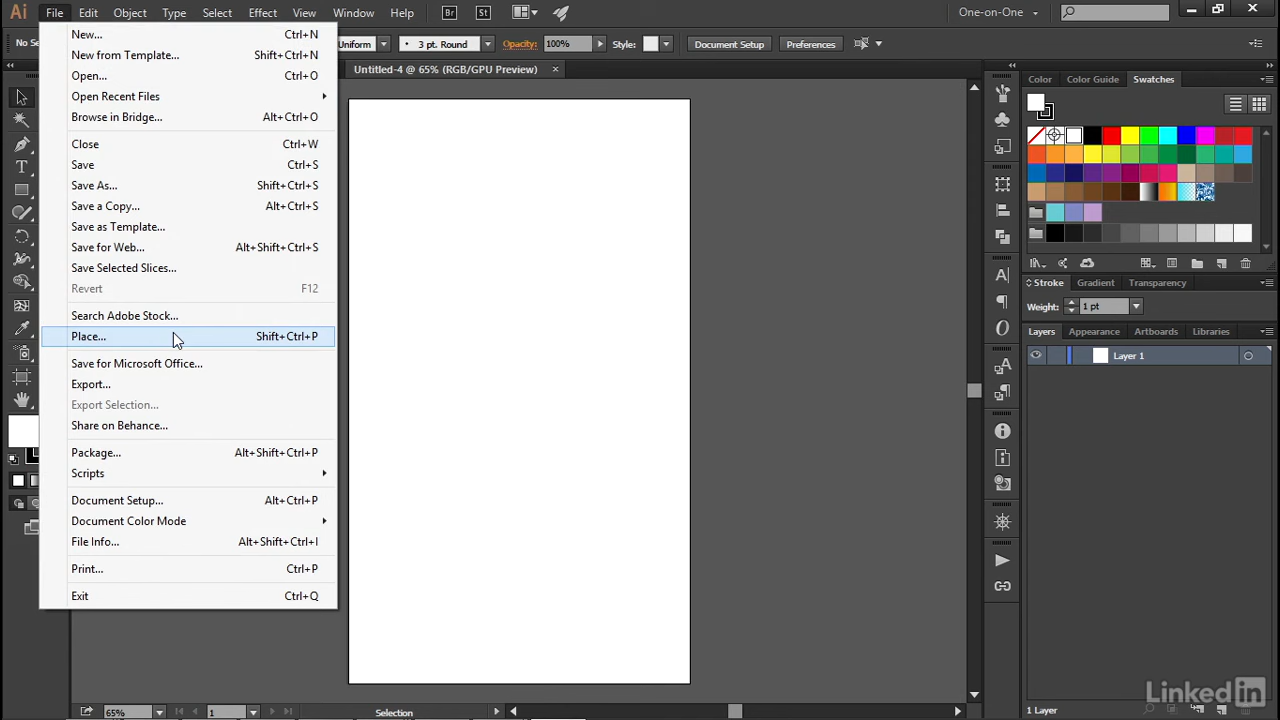 Ai File Edit Object Type Select Effect View Window Help Br St One-on-One
No Se Uniform 3 pt. Round Opacity: 100% Style: Document Setup Preferences
Untitled-4 @ 65% (RGB/GPU Preview)
New... Ctrl+N
New from Template... Shift+Ctrl+N
Open... Ctrl+O
Open Recent Files
Browse in Bridge... Alt+Ctrl+O
Close Ctrl+W
Save Ctrl+S
Save As... Shift+Ctrl+S
Save a Copy... Alt+Ctrl+S
Save as Template...
Save for Web... Alt+Shift+Ctrl+S
Save Selected Slices...
Revert F12
Search Adobe Stock...
Place... Shift+Ctrl+P
Save for Microsoft Office...
Export...
Export Selection...
Share on Behance...
Package... Alt+Shift+Ctrl+P
Scripts
Document Setup... Alt+Ctrl+P
Document Color Mode
File Info... Alt+Shift+Ctrl+I
Print... Ctrl+P
Exit Ctrl+Q
Color Color Guide Swatches
Stroke Gradient Transparency
Weight: 1 pt
Layers Appearance Artboards Libraries
Layer 1
LinkedIn
65% 1 Selection 1 Layer